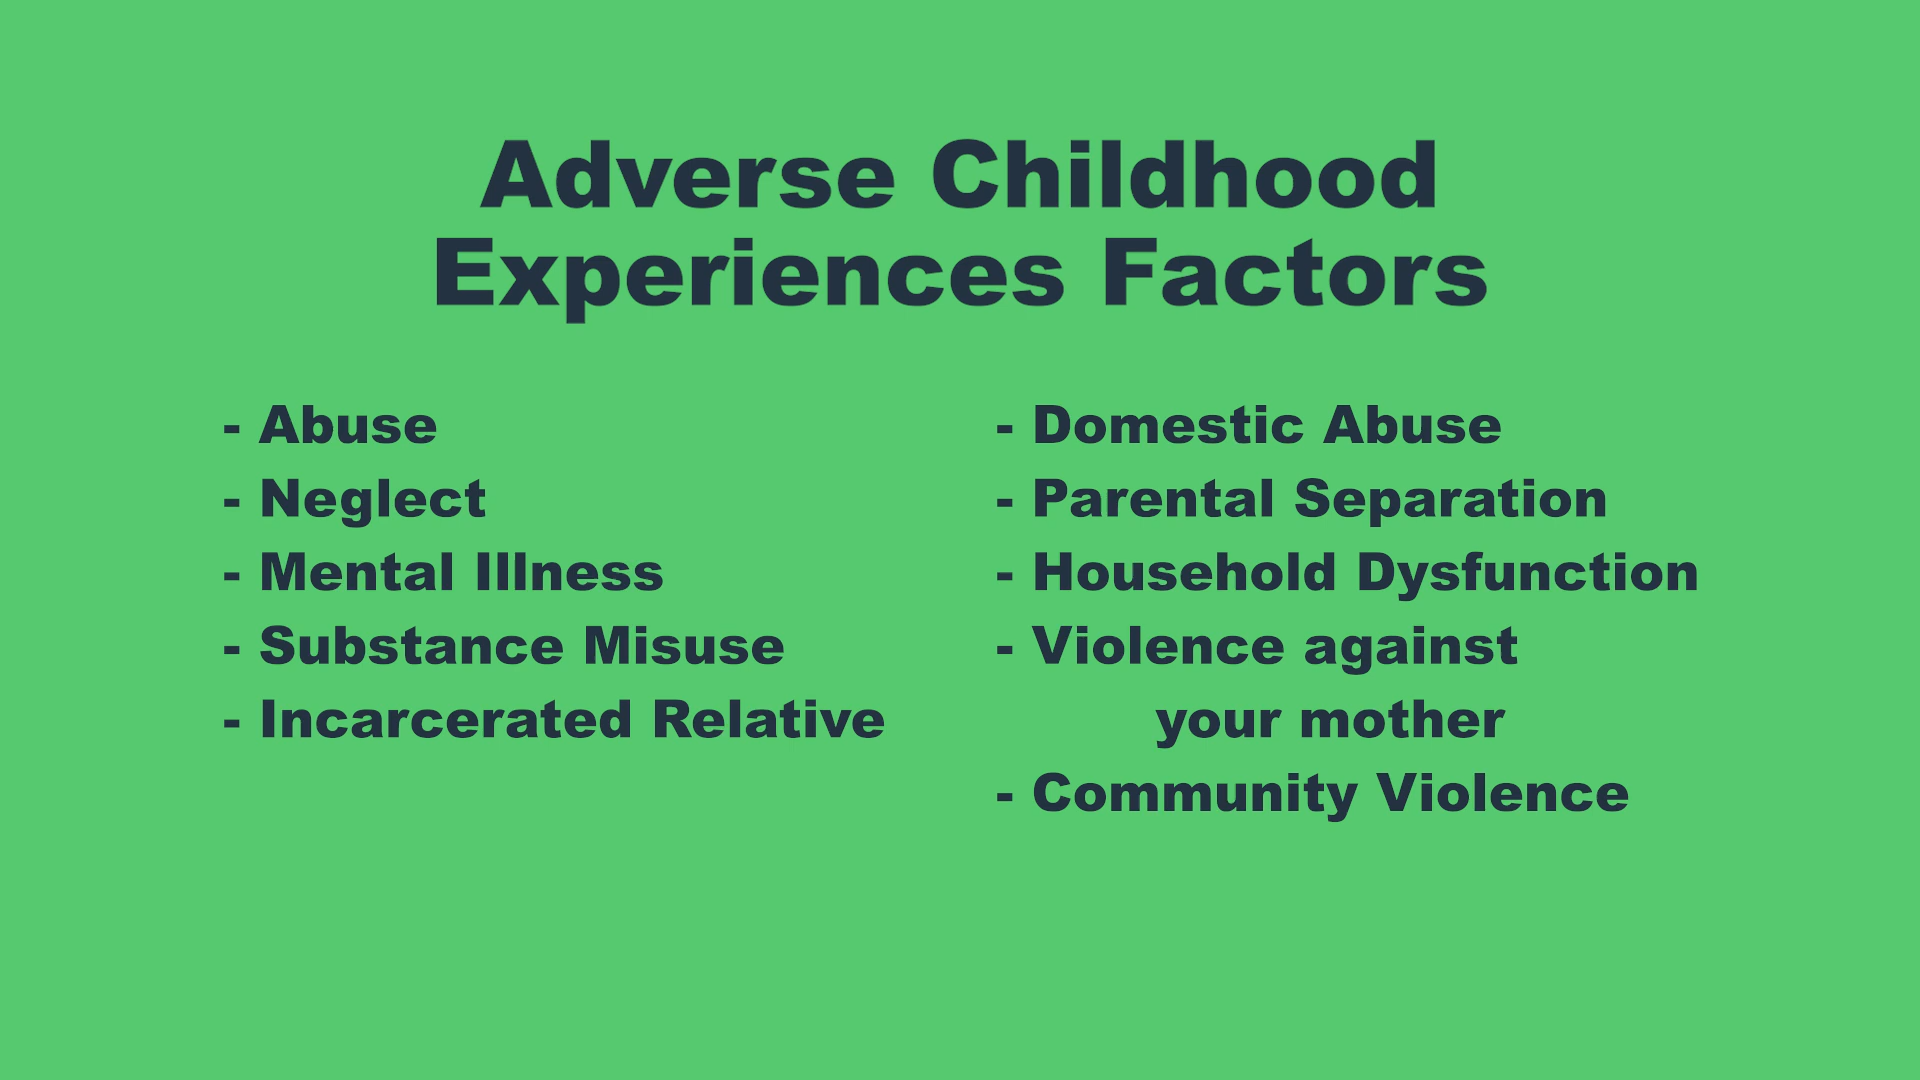 Adverse Childhood
Experiences Factors
- Abuse
- Neglect
- Mental Illness
- Substance Misuse
- Incarcerated Relative
- Domestic Abuse
- Parental Separation
- Household Dysfunction
- Violence against
your mother
- Community Violence